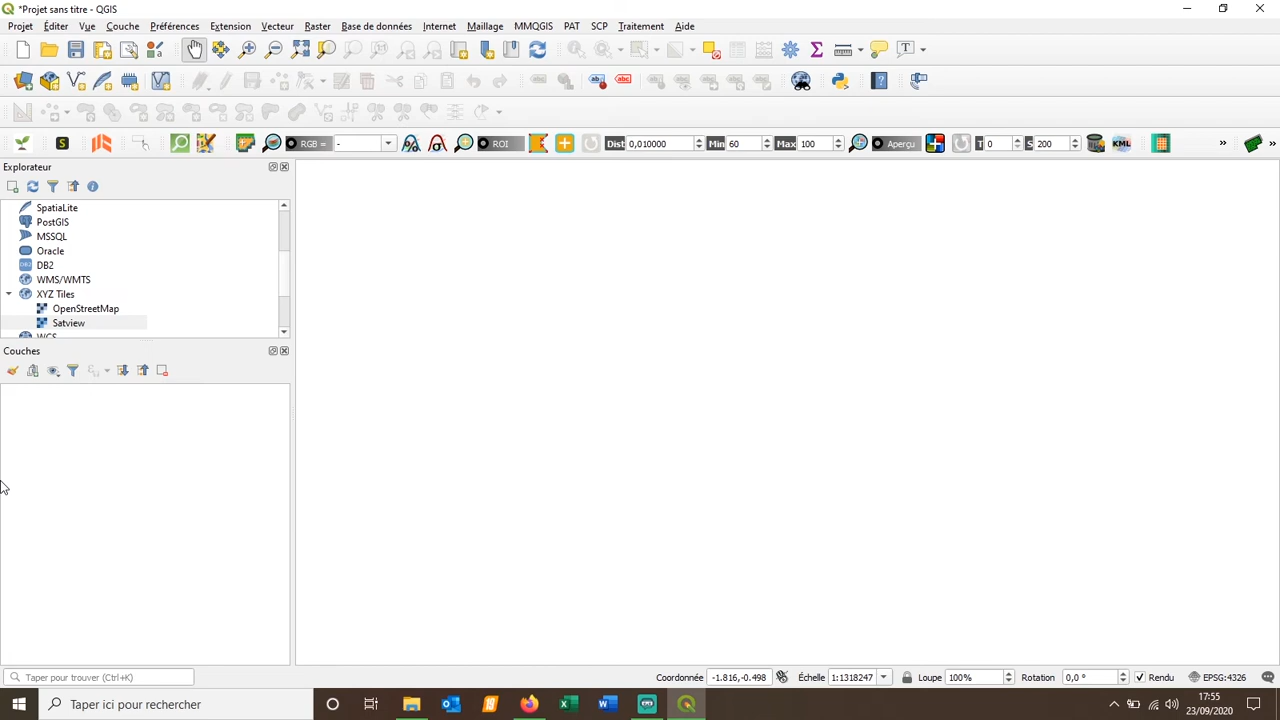 *Projet sans titre - QGIS
Projet Éditer Vue Couche Préférences Extension Vecteur Raster Base de données Internet Maillage MMQGIS PAT SCP Traitement Aide
RGB = - ROI Dist 0,010000 Min 60 Max 100 Aperçu T 0 S 200 KML »
Explorateur
SpatiaLite
PostGIS
MSSQL
Oracle
DB2
WMS/WMTS
XYZ Tiles
OpenStreetMap
Satview
WCS
Couches
Taper pour trouver (Ctrl+K) Coordonnée -1.816,-0.498 Échelle 1:1318247 Loupe 100% Rotation 0,0 ° Rendu EPSG:4326
Taper ici pour rechercher
17:55
23/09/2020